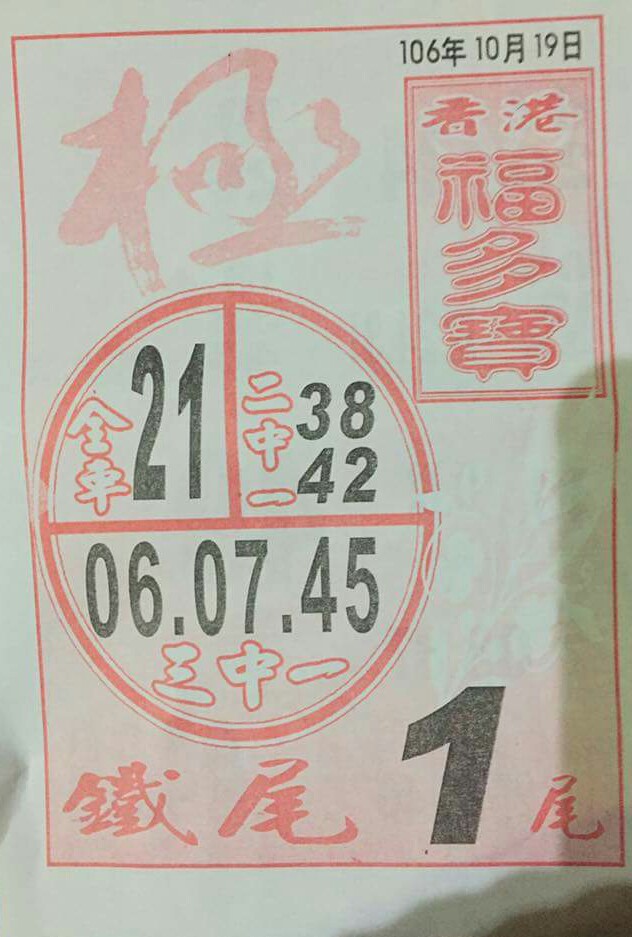 106年10月19日
極
香港
福多寶
全車 21
二中一 38 42
06.07.45
三中一
鐵尾 1 尾